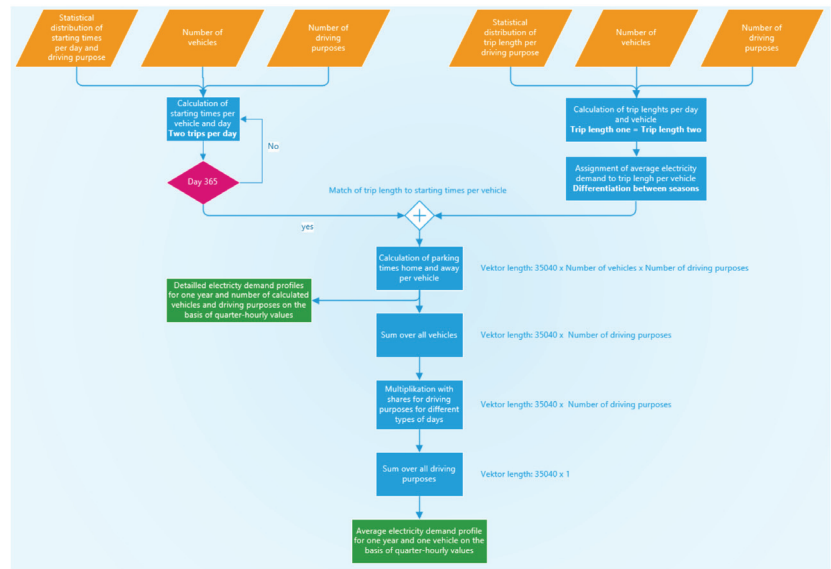 Statistical
distribution of
starting times
per day and
driving purpose
Number of
vehicles
Number of
driving
purposes
Statistical
distribution of
trip length per
driving purpose
Number of
vehicles
Number of
driving
purposes
Calculation of
starting times per
vehicle and day
Two trips per day
No
Day 365
yes
Calculation of trip lenghts per day
and vehicle
Trip length one = Trip length two
Assignment of average electricity
demand to trip lengh per vehicle
Differentiation between seasons
Match of trip length to starting times per vehicle
Calculation of parking
times home and away
per vehicle
Vektor length: 35040 x Number of vehicles x Number of driving purposes
Detailled electricty demand profiles
for one year and number of calculated
vehicles and driving purposes on the
basis of quarter-hourly values
Sum over all vehicles
Vektor length: 35040 x Number of driving purposes
Multiplikation with
shares for driving
purposes for different
types of days
Vektor length: 35040 x Number of driving purposes
Sum over all driving
purposes
Vektor length: 35040 x 1
Average electricity demand profile
for one year and one vehicle on the
basis of quarter-hourly values